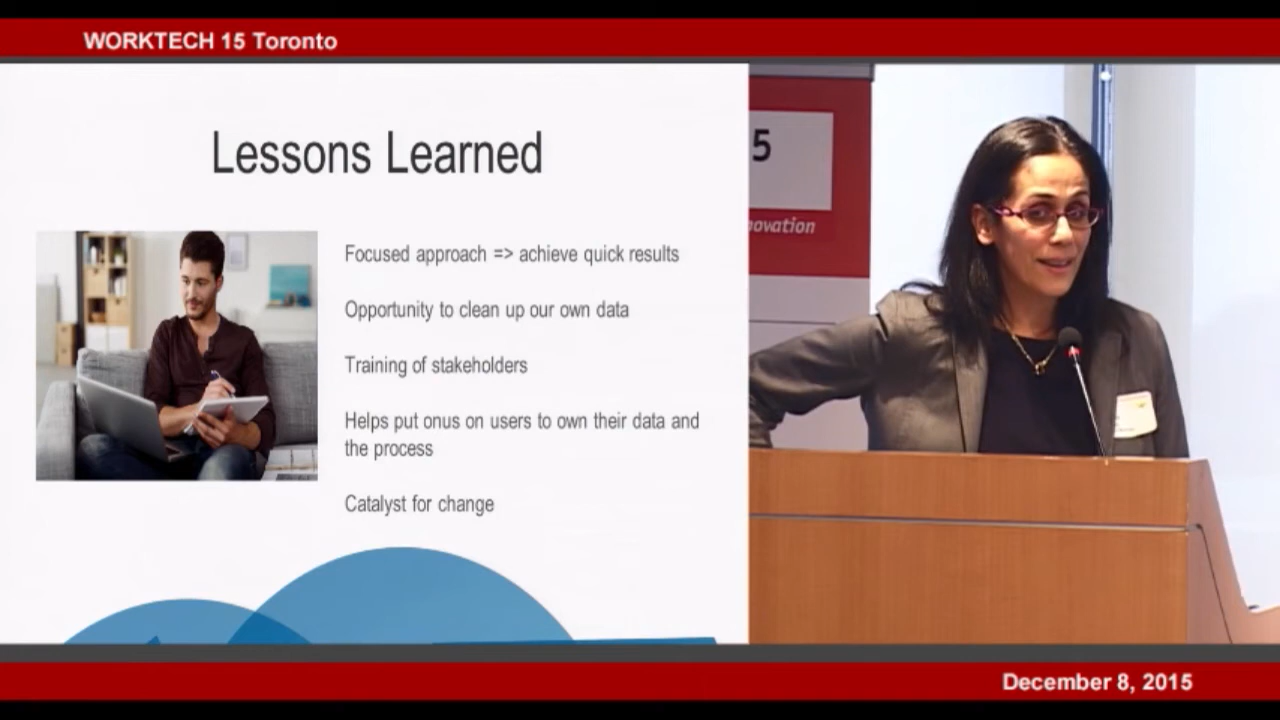 WORKTECH 15 Toronto
Lessons Learned
Focused approach => achieve quick results
Opportunity to clean up our own data
Training of stakeholders
Helps put onus on users to own their data and
the process
Catalyst for change
5
December 8, 2015